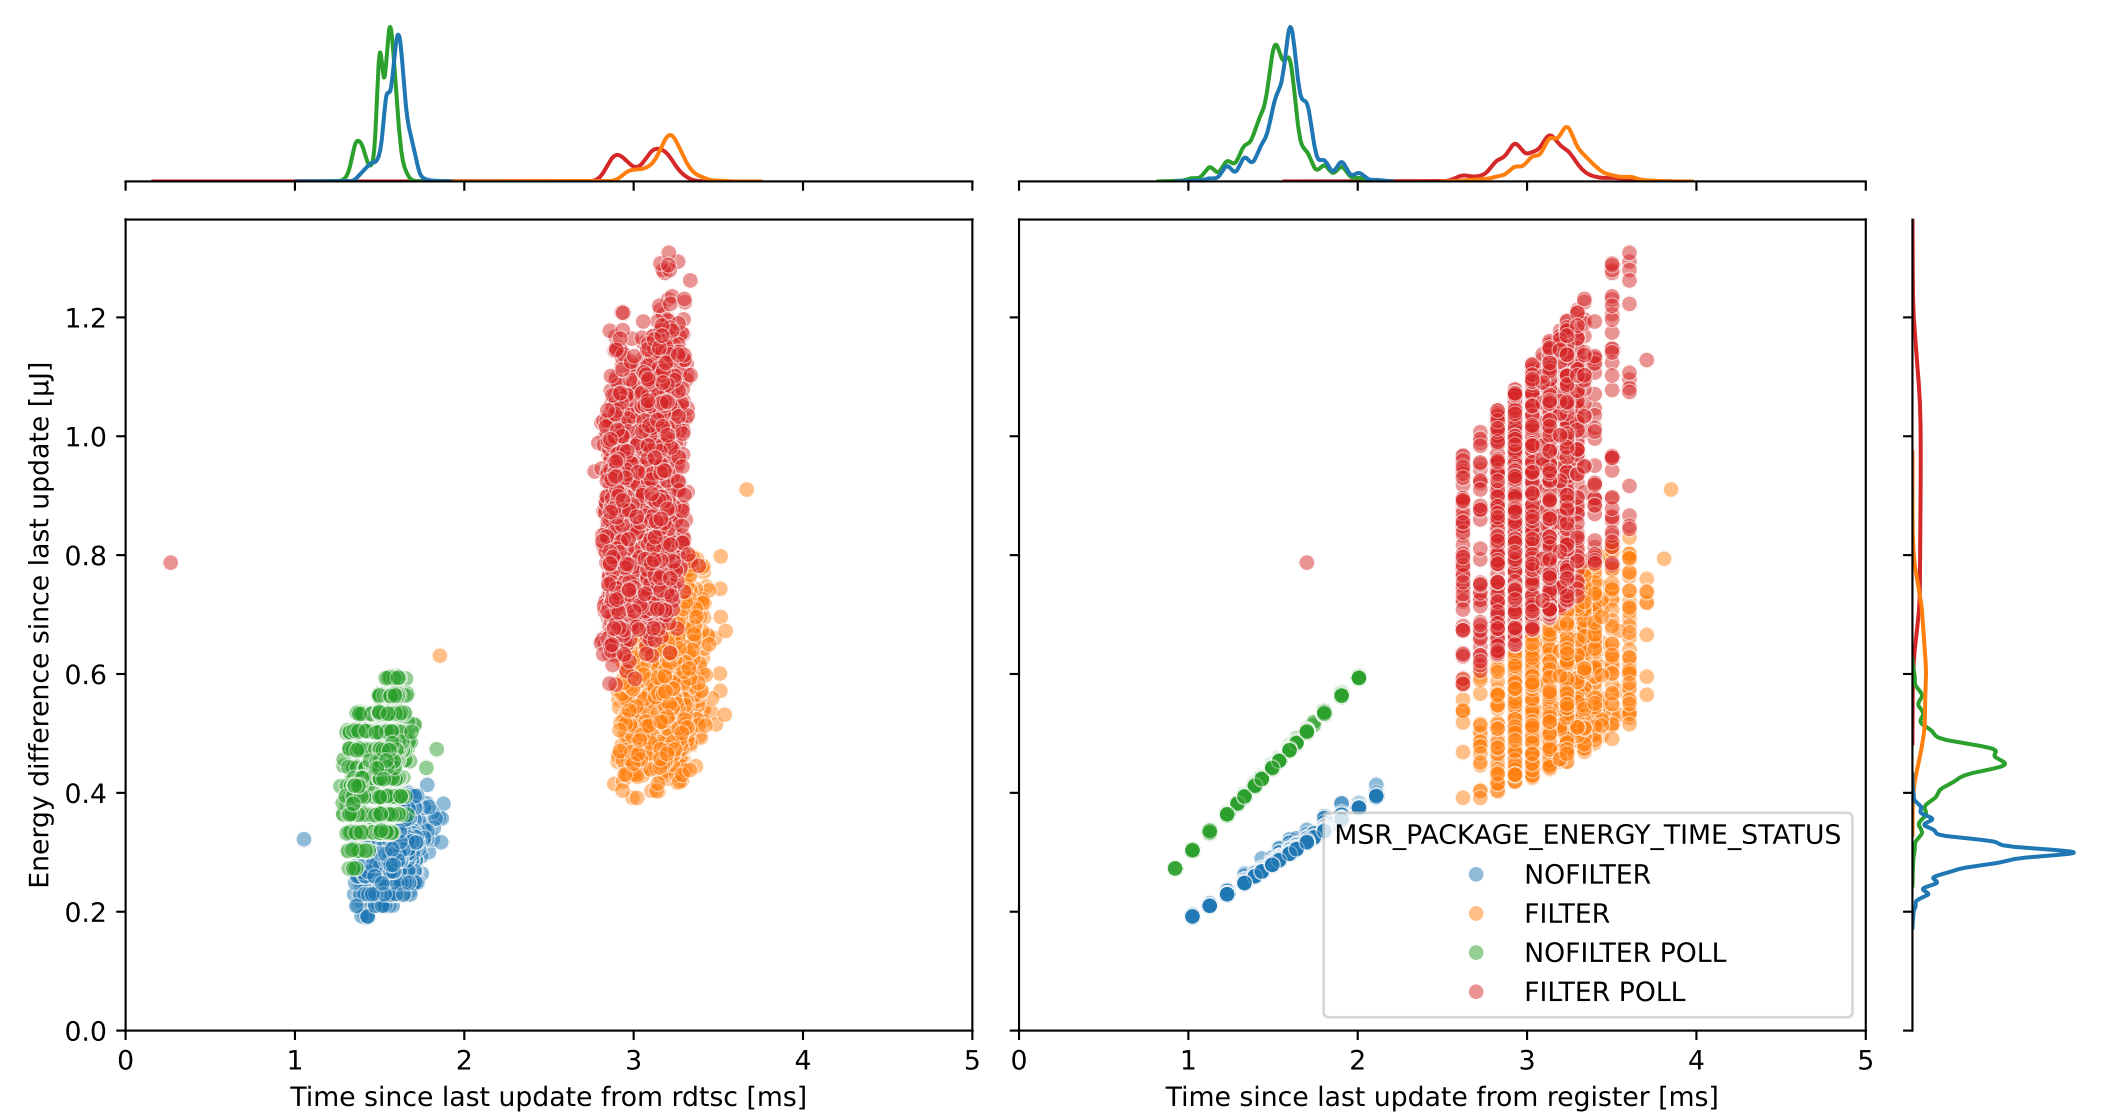 Energy difference since last update [µJ]
1.2
1.0
0.8
0.6
0.4
0.2
0.0
0 1 2 3 4 5
Time since last update from rdtsc [ms]
MSR_PACKAGE_ENERGY_TIME_STATUS
NOFILTER
FILTER
NOFILTER POLL
FILTER POLL
0 1 2 3 4 5
Time since last update from register [ms]